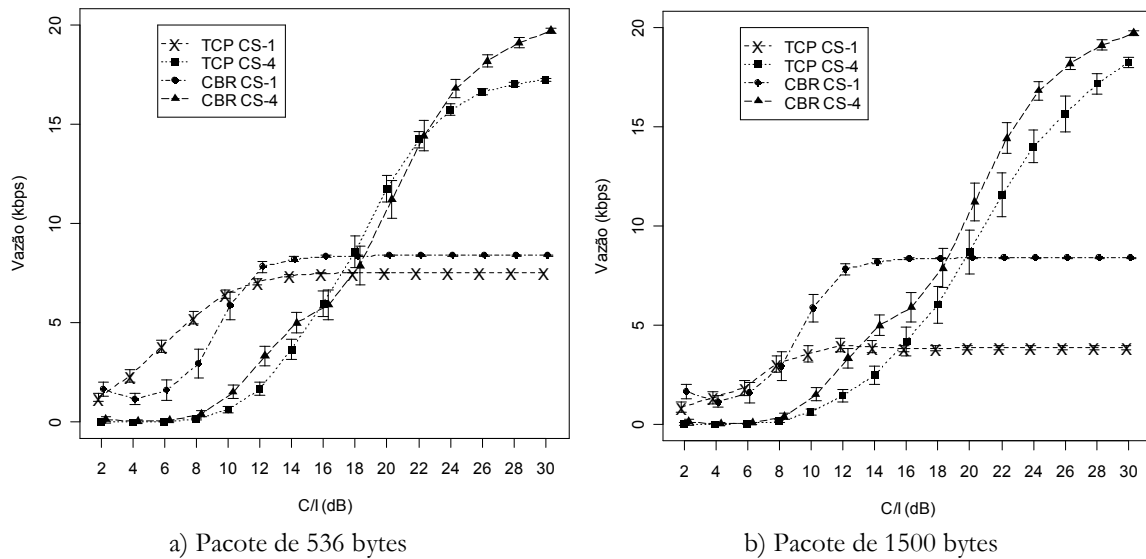 20
15
10
5
0
Vazão (kbps)
TCP CS-1
TCP CS-4
CBR CS-1
CBR CS-4
2 4 6 8 10 12 14 16 18 20 22 24 26 28 30
C/I (dB)
a) Pacote de 536 bytes
20
15
10
5
0
Vazão (kbps)
TCP CS-1
TCP CS-4
CBR CS-1
CBR CS-4
2 4 6 8 10 12 14 16 18 20 22 24 26 28 30
C/I (dB)
b) Pacote de 1500 bytes